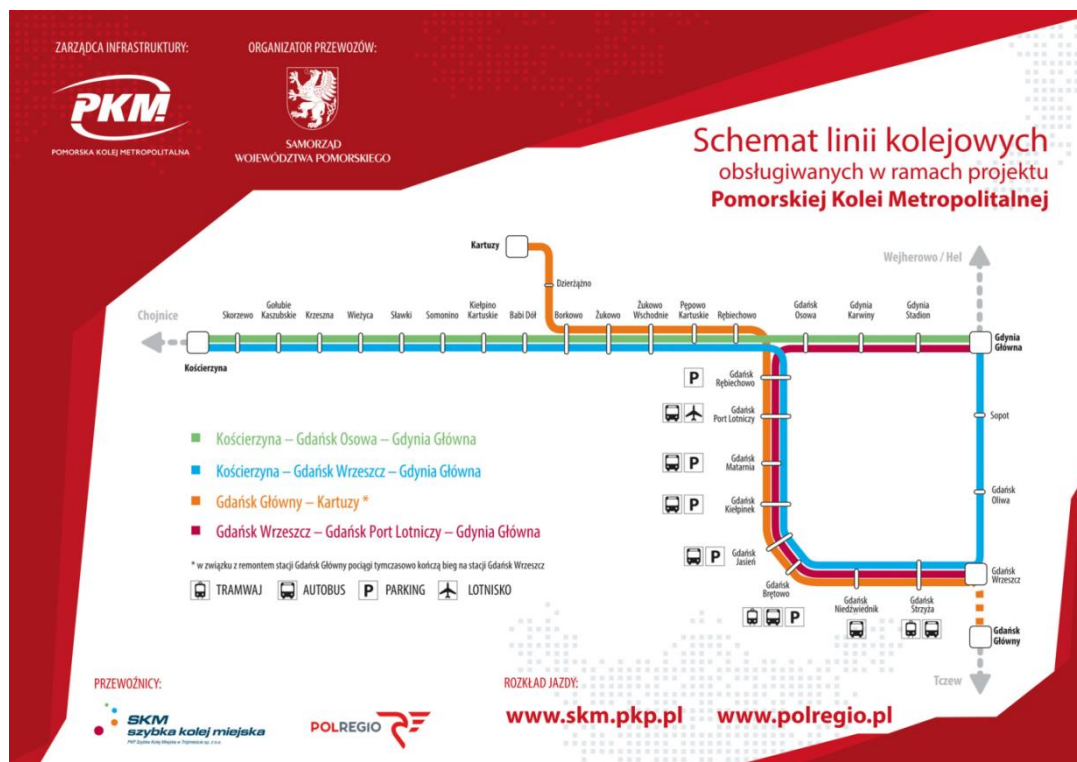 ZARZĄDCA INFRASTRUKTURY:
ORGANIZATOR PRZEWOZÓW:
PKM
POMORSKA KOLEJ METROPOLITALNA
SAMORZĄD
WOJEWÓDZTWA POMORSKIEGO
Schemat linii kolejowych
obsługiwanych w ramach projektu
Pomorskiej Kolei Metropolitalnej
Kartuzy
Wejherowo / Hel
Dzierżążno
Chojnice
Skorzewo
Gołubie
Kaszubskie
Krzeszna
Wieżyca
Sławki
Somonino
Kiełpino
Kartuskie
Babi Dół
Borkowo
Żukowo
Żukowo
Wschodnie
Pępowo
Kartuskie
Rębiechowo
Gdańsk
Osowa
Gdynia
Karwiny
Gdynia
Stadion
Gdynia
Główna
Kościerzyna
P
Gdańsk
Rębiechowo
Gdańsk
Port Lotniczy
Sopot
P
Gdańsk
Matarnia
P
Gdańsk
Kiełpinek
Gdańsk
Oliwa
P
Gdańsk
Jasień
Gdańsk
Brętowo
P
Gdańsk
Niedźwiednik
Gdańsk
Strzyża
Gdańsk
Wrzeszcz
Gdańsk
Główny
Tczew
Kościerzyna – Gdańsk Osowa – Gdynia Główna
Kościerzyna – Gdańsk Wrzeszcz – Gdynia Główna
Gdańsk Główny – Kartuzy *
Gdańsk Wrzeszcz – Gdańsk Port Lotniczy – Gdynia Główna
* w związku z remontem stacji Gdańsk Główny pociągi tymczasowo kończą bieg na stacji Gdańsk Wrzeszcz
TRAMWAJ AUTOBUS P PARKING LOTNISKO
PRZEWOŹNICY:
SKM
szybka kolej miejska
PKP Szybka Kolej Miejska w Trójmieście sp. z o.o.
POLREGIO
ROZKŁAD JAZDY:
www.skm.pkp.pl www.polregio.pl